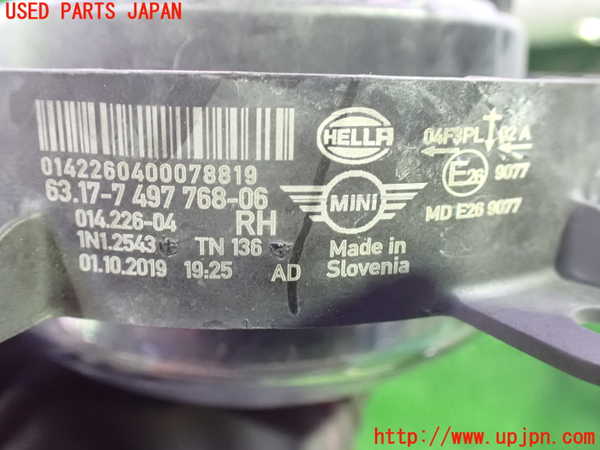 USED PARTS JAPAN
0142260400078819
63.17-7 497 768-06
014.226-04 RH
1N1.2543 TN 136
01.10.2019 19:25 AD
HELLA
MINI
Made in
Slovenia
04F3PL 02 A
E26 9077
MD E26 9077
http://www.upjpn.com/